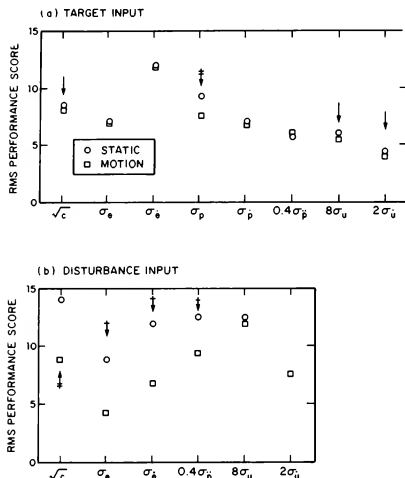 (a) TARGET INPUT
RMS PERFORMANCE SCORE
15
10
5
0
○ STATIC
□ MOTION
√c σe σė σp σṗ 0.4σp̈ 8σu 2σu̇
(b) DISTURBANCE INPUT
RMS PERFORMANCE SCORE
15
10
5
0
√c σe σė 0.4σp̈ 8σu 2σu̇